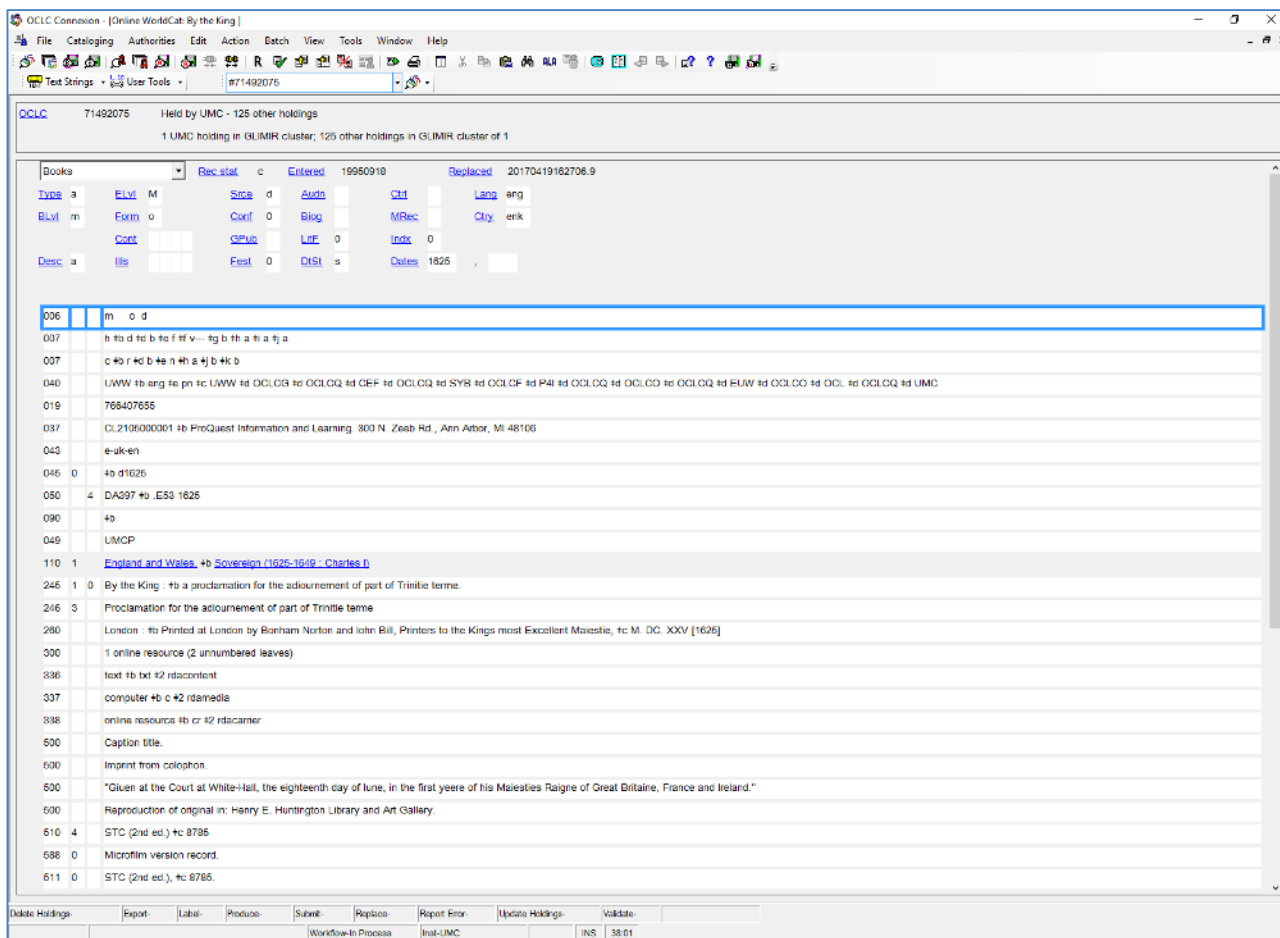 OCLC Connexion - [Online WorldCat: By the King ]
File Cataloging Authorities Edit Action Batch View Tools Window Help
Text Strings User Tools #71492075
OCLC 71492075 Held by UMC - 125 other holdings
1 UMC holding in GLIMIR cluster; 125 other holdings in GLIMIR cluster of 1
Books Rec stat c Entered 19950918 Replaced 20170419162706.9
Type a ELvl M Srce d Audn Ctrl Lang eng
BLvl m Form o Conf 0 Biog MRec Ctry enk
Cont GPub LitF 0 Indx 0
Desc a Ills Fest 0 DtSt s Dates 1625 ,
006 m o d
007 h ‡b d ‡d b ‡e f ‡f v--- ‡g b ‡h a ‡i a ‡j a
007 c ‡b r ‡d b ‡e n ‡h a ‡j b ‡k b
040 UWW ‡b eng ‡e pn ‡c UWW ‡d OCLCG ‡d OCLCQ ‡d CEF ‡d OCLCQ ‡d SYB ‡d OCLCF ‡d P4I ‡d OCLCQ ‡d OCLCO ‡d OCLCQ ‡d EUW ‡d OCLCO ‡d OCL ‡d OCLCQ ‡d UMC
019 766407655
037 CL2105000001 ‡b ProQuest Information and Learning. 300 N. Zeeb Rd., Ann Arbor, MI 48106
043 e-uk-en
045 0 ‡b d1625
050 4 DA397 ‡b .E53 1625
090 ‡b
049 UMCP
110 1 England and Wales. ‡b Sovereign (1625-1649 : Charles I)
245 1 0 By the King : ‡b a proclamation for the adiournement of part of Trinitie terme.
246 3 Proclamation for the adiournement of part of Trinitie terme
260 London : ‡b Printed at London by Bonham Norton and Iohn Bill, Printers to the Kings most Excellent Maiestie, ‡c M. DC. XXV [1625]
300 1 online resource (2 unnumbered leaves)
336 text ‡b txt ‡2 rdacontent
337 computer ‡b c ‡2 rdamedia
338 online resource ‡b cr ‡2 rdacarrier
500 Caption title.
500 Imprint from colophon.
500 "Giuen at the Court at White-Hall, the eighteenth day of Iune, in the first yeere of his Maiesties Raigne of Great Britaine, France and Ireland."
500 Reproduction of original in: Henry E. Huntington Library and Art Gallery.
510 4 STC (2nd ed.) ‡c 8785
588 0 Microfilm version record.
511 0 STC (2nd ed.), ‡c 8785.
Delete Holdings- Export- Label- Produce- Submit- Replace- Report Error- Update Holdings- Validate-
Workflow-In Process Inst-UMC INS 38:01